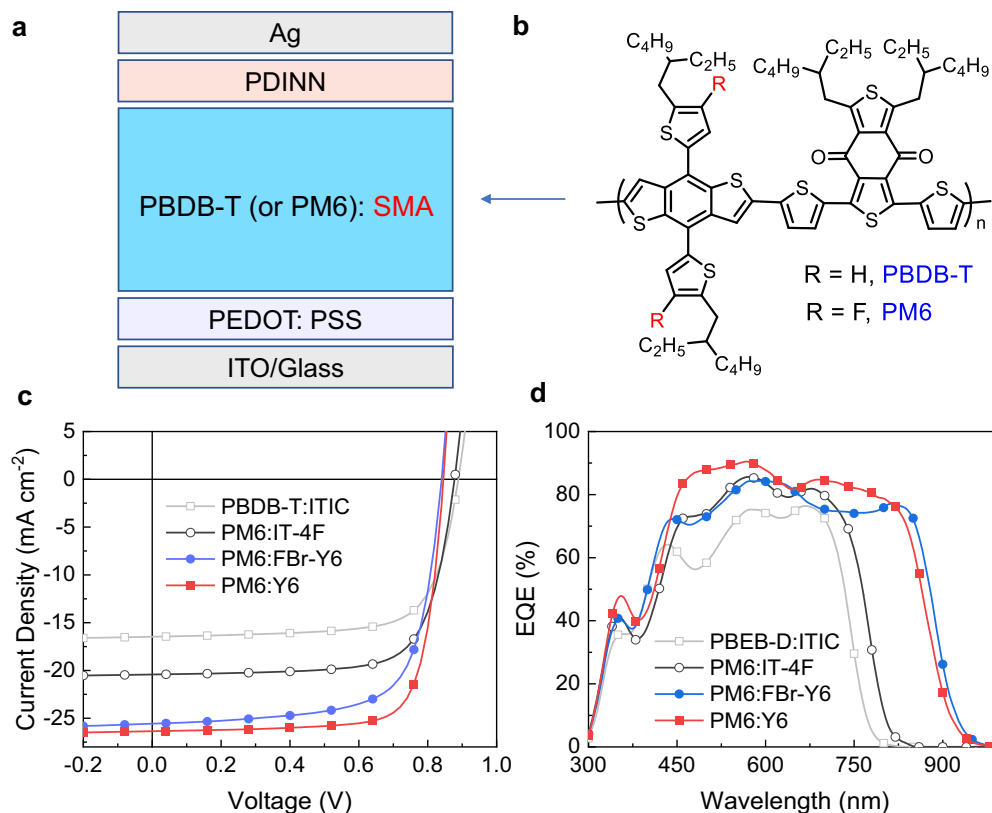 a
Ag
PDINN
PBDB-T (or PM6): SMA
PEDOT: PSS
ITO/Glass
b
C4H9
C2H5
R
S
C4H9
C2H5
C2H5
C4H9
S
O
O
S
S
S
S
S
n
S
R
C2H5
C4H9
R = H, PBDB-T
R = F, PM6
c
5
0
-5
-10
-15
-20
-25
Current Density (mA cm-2)
PBDB-T:ITIC
PM6:IT-4F
PM6:FBr-Y6
PM6:Y6
-0.2 0.0 0.2 0.4 0.6 0.8 1.0
Voltage (V)
d
100
80
60
40
20
0
EQE (%)
PBEB-D:ITIC
PM6:IT-4F
PM6:FBr-Y6
PM6:Y6
300 450 600 750 900
Wavelength (nm)